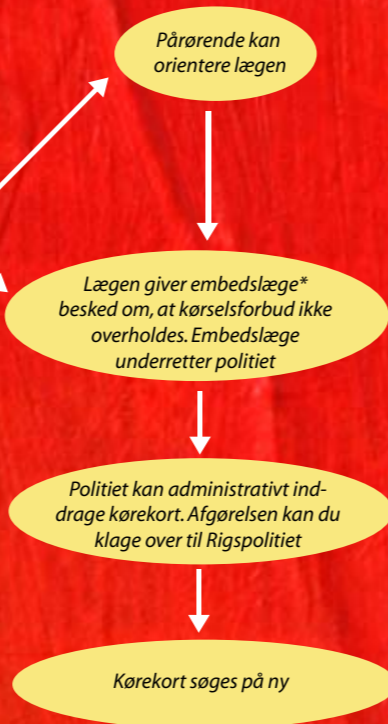 Pårørende kan
orientere lægen
Lægen giver embedslæge*
besked om, at kørselsforbud ikke
overholdes. Embedslæge
underretter politiet
Politiet kan administrativt ind-
drage kørekort. Afgørelsen kan du
klage over til Rigspolitiet
Kørekort søges på ny